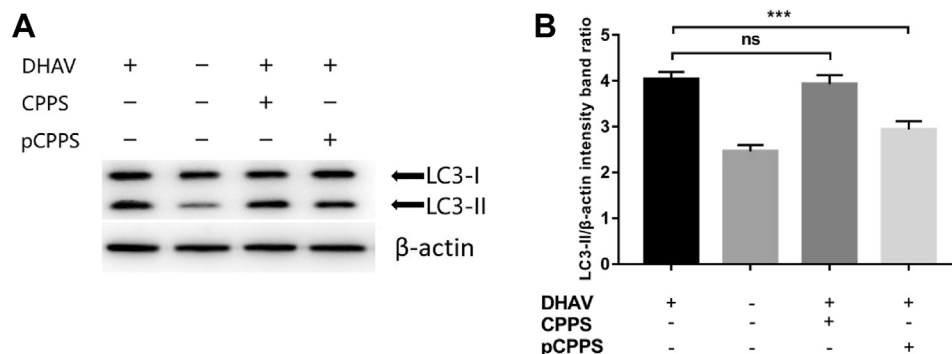 A
DHAV + − + +
CPPS − − + −
pCPPS − − − +
LC3-I
LC3-II
β-actin
B
***
ns
LC3-II/β-actin intensity band ratio
5
4
3
2
1
0
DHAV + - + +
CPPS - - + -
pCPPS - - - +